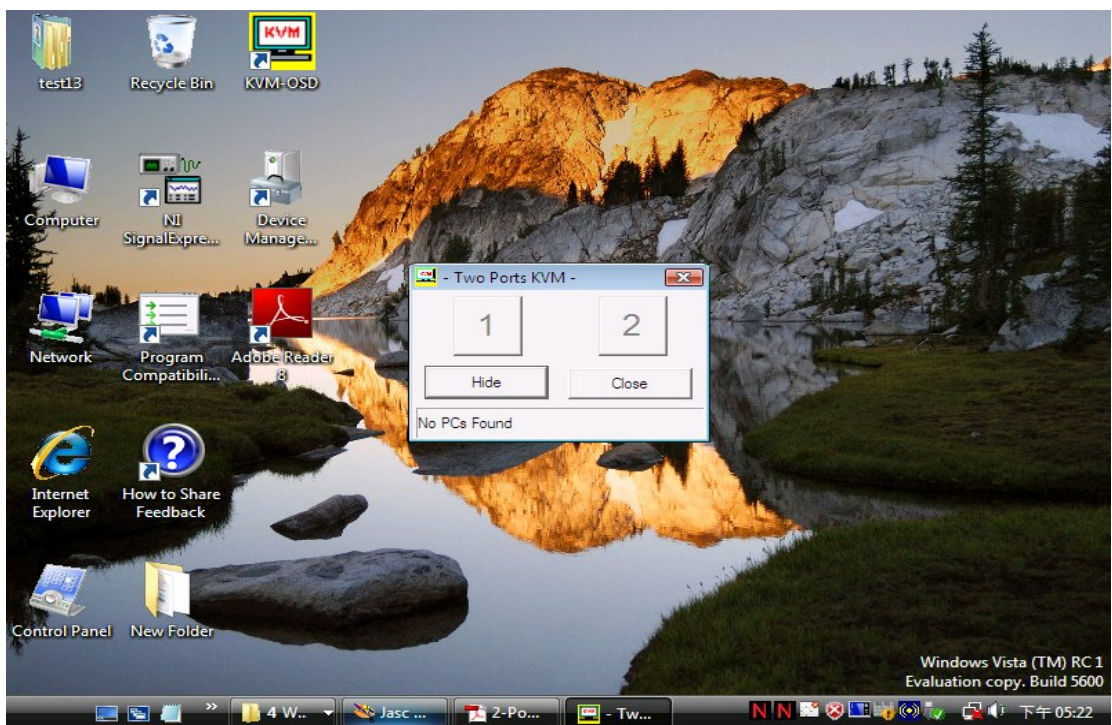 KVM
test13
Recycle Bin
KVM-OSD
Computer
NI
SignalExpre...
Device
Manage...
- Two Ports KVM -
1
2
Hide
Close
No PCs Found
Network
Program
Compatibili...
Adobe Reader
8
Internet
Explorer
How to Share
Feedback
Control Panel
New Folder
Windows Vista (TM) RC 1
Evaluation copy. Build 5600
4 W...
Jasc ...
2-Po...
- Tw...
N
N
下午 05:22